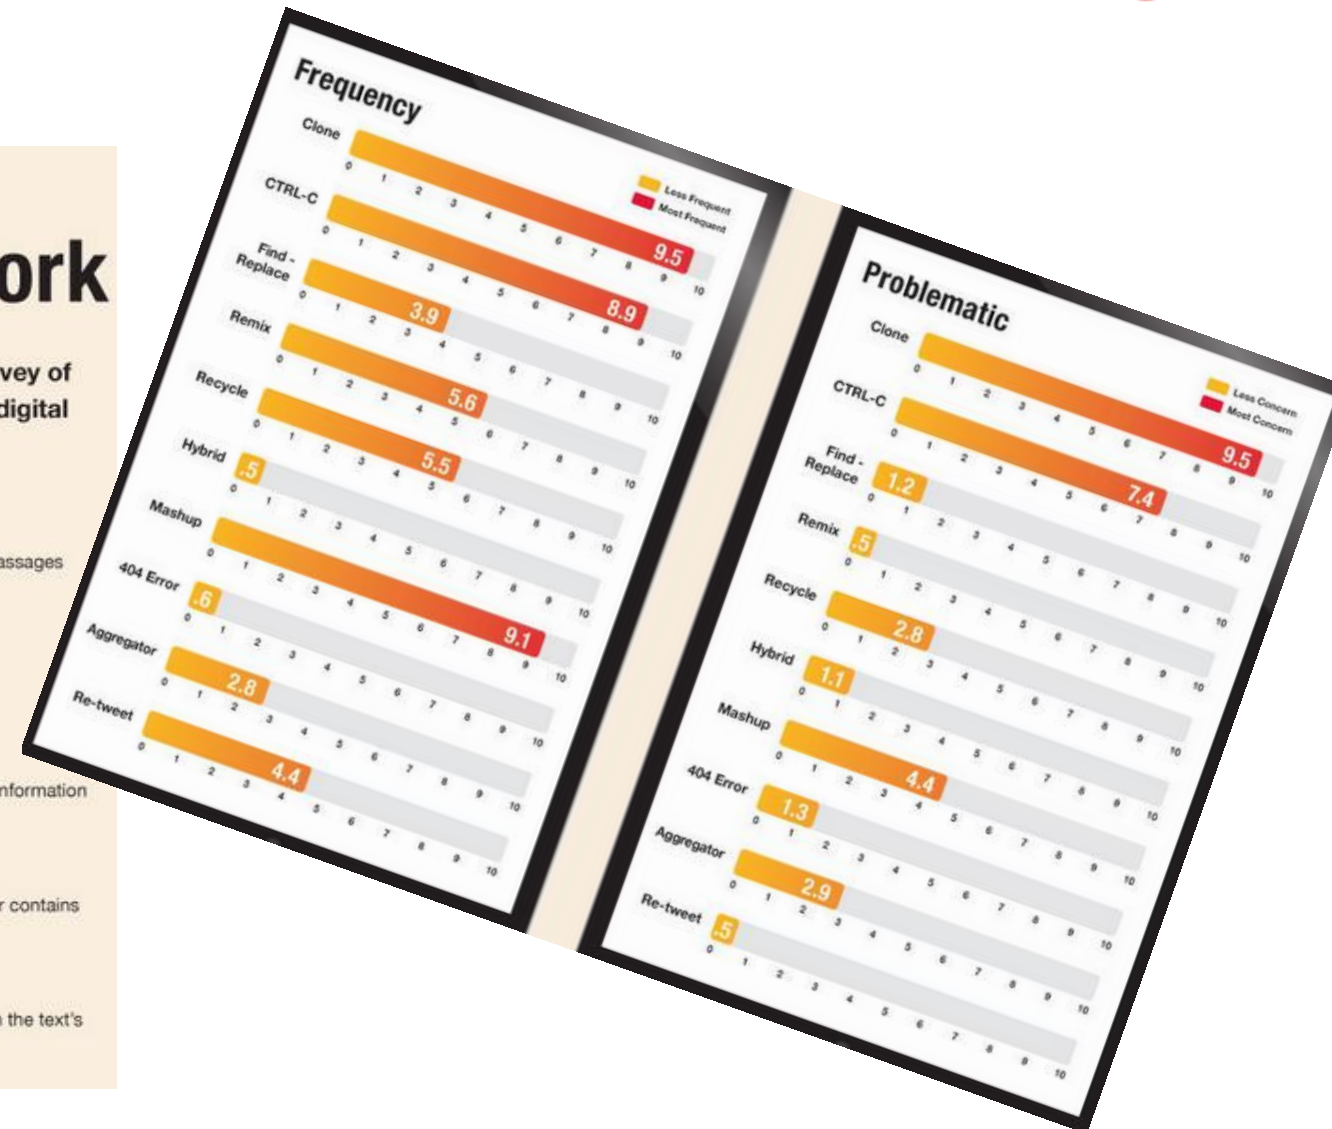 ork
vey of
digital
assages
nformation
r contains
the text's
Frequency
Less Frequent
Most Frequent
Clone
9.5
0 1 2 3 4 5 6 7 8 9 10
CTRL-C
8.9
0 1 2 3 4 5 6 7 8 9 10
Find -
Replace
3.9
0 1 2 3 4 5 6 7 8 9 10
Remix
5.6
0 1 2 3 4 5 6 7 8 9 10
Recycle
5.5
0 1 2 3 4 5 6 7 8 9 10
Hybrid
.5
0 1 2 3 4 5 6 7 8 9 10
Mashup
9.1
0 1 2 3 4 5 6 7 8 9 10
404 Error
.6
0 1 2 3 4 5 6 7 8 9 10
Aggregator
2.8
0 1 2 3 4 5 6 7 8 9 10
Re-tweet
4.4
0 1 2 3 4 5 6 7 8 9 10
Problematic
Less Concern
Most Concern
Clone
9.5
0 1 2 3 4 5 6 7 8 9 10
CTRL-C
7.4
0 1 2 3 4 5 6 7 8 9 10
Find -
Replace
1.2
0 1 2 3 4 5 6 7 8 9 10
Remix
.5
0 1 2 3 4 5 6 7 8 9 10
Recycle
2.8
0 1 2 3 4 5 6 7 8 9 10
Hybrid
1.1
0 1 2 3 4 5 6 7 8 9 10
Mashup
4.4
0 1 2 3 4 5 6 7 8 9 10
404 Error
1.3
0 1 2 3 4 5 6 7 8 9 10
Aggregator
2.9
0 1 2 3 4 5 6 7 8 9 10
Re-tweet
.5
0 1 2 3 4 5 6 7 8 9 10